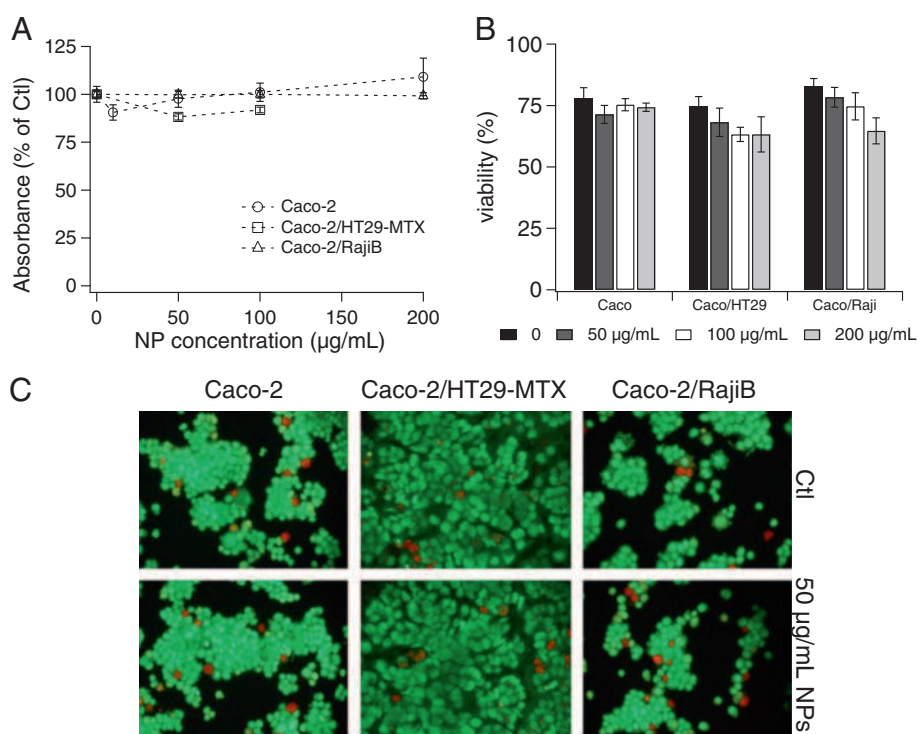 A
Absorbance (% of Ctl)
125
100
75
50
25
0
Caco-2
Caco-2/HT29-MTX
Caco-2/RajiB
0
50
100
200
NP concentration (µg/mL)
B
viability (%)
100
75
50
25
0
Caco
Caco/HT29
Caco/Raji
0
50 µg/mL
100 µg/mL
200 µg/mL
C
Caco-2
Caco-2/HT29-MTX
Caco-2/RajiB
Ctl
50 µg/mL NPs